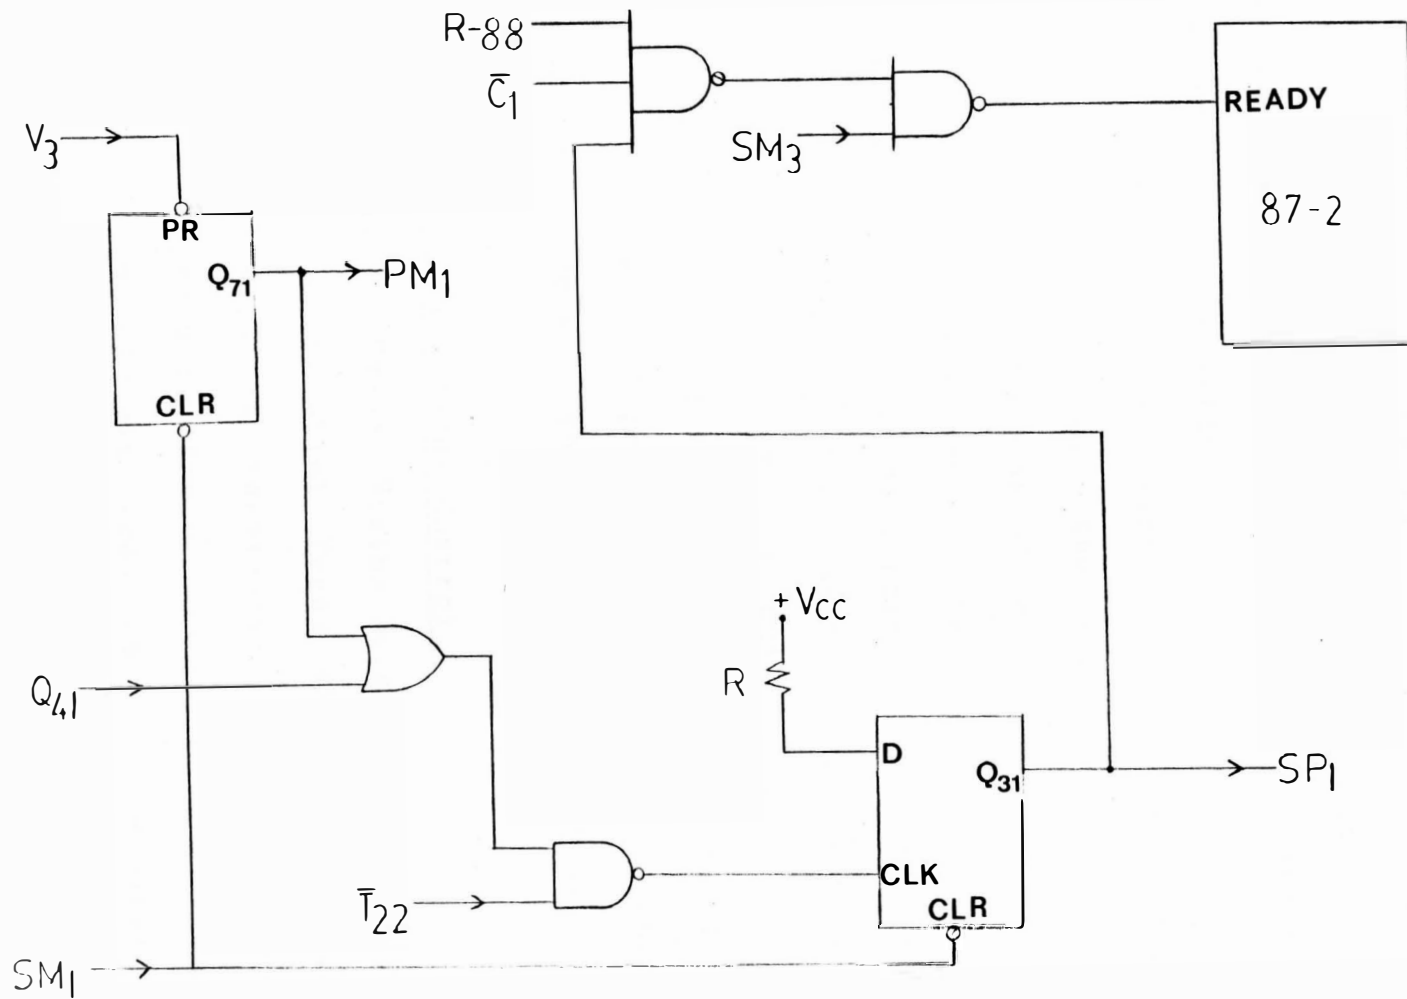 R-88
C̄1
V3
SM3
READY
87-2
PR
Q71
PM1
CLR
+ VCC
R
Q41
D
Q31
SP1
CLK
T̄22
CLR
SM1